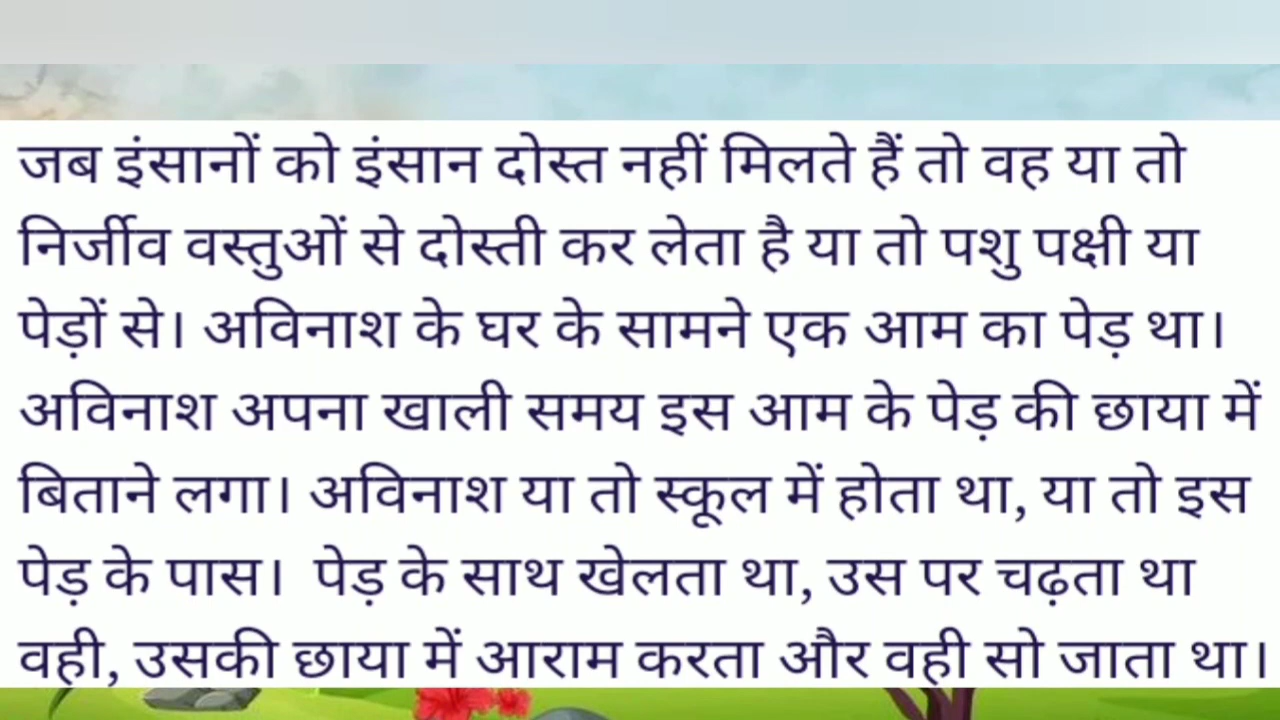 जब इंसानों को इंसान दोस्त नहीं मिलते हैं तो वह या तो
निर्जीव वस्तुओं से दोस्ती कर लेता है या तो पशु पक्षी या
पेड़ों से। अविनाश के घर के सामने एक आम का पेड़ था।
अविनाश अपना खाली समय इस आम के पेड़ की छाया में
बिताने लगा। अविनाश या तो स्कूल में होता था, या तो इस
पेड़ के पास।  पेड़ के साथ खेलता था, उस पर चढ़ता था
वही, उसकी छाया में आराम करता और वही सो जाता था।